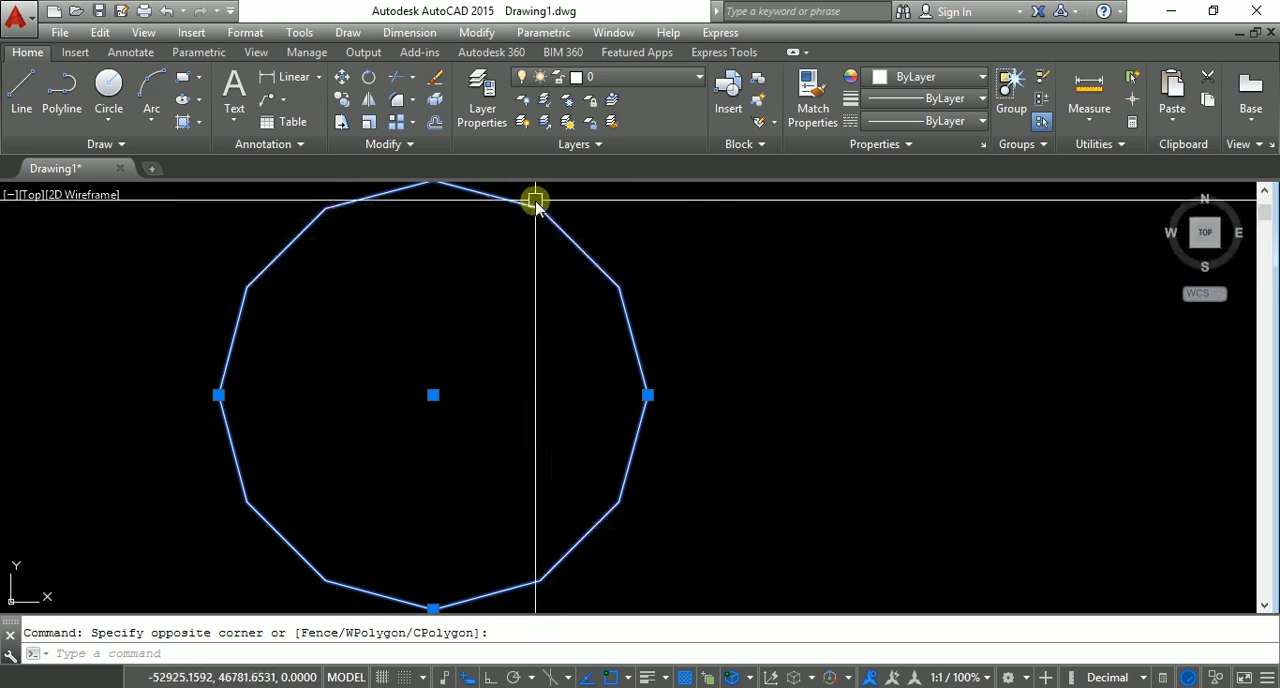 Autodesk AutoCAD 2015 Drawing1.dwg
Type a keyword or phrase
Sign In
File Edit View Insert Format Tools Draw Dimension Modify Parametric Window Help Express
Home Insert Annotate Parametric View Manage Output Add-ins Autodesk 360 BIM 360 Featured Apps Express Tools
Line Polyline Circle Arc Text Linear Table Layer Properties 0 Insert Match Properties ByLayer ByLayer ByLayer Group Measure Paste Base
Draw Annotation Modify Layers Block Properties Groups Utilities Clipboard View
Drawing1*
[−][Top][2D Wireframe]
N
W TOP E
S
WCS
Y
X
Command: Specify opposite corner or [Fence/WPolygon/CPolygon]:
Type a command
-52925.1592, 46781.6531, 0.0000 MODEL 1:1 / 100% Decimal